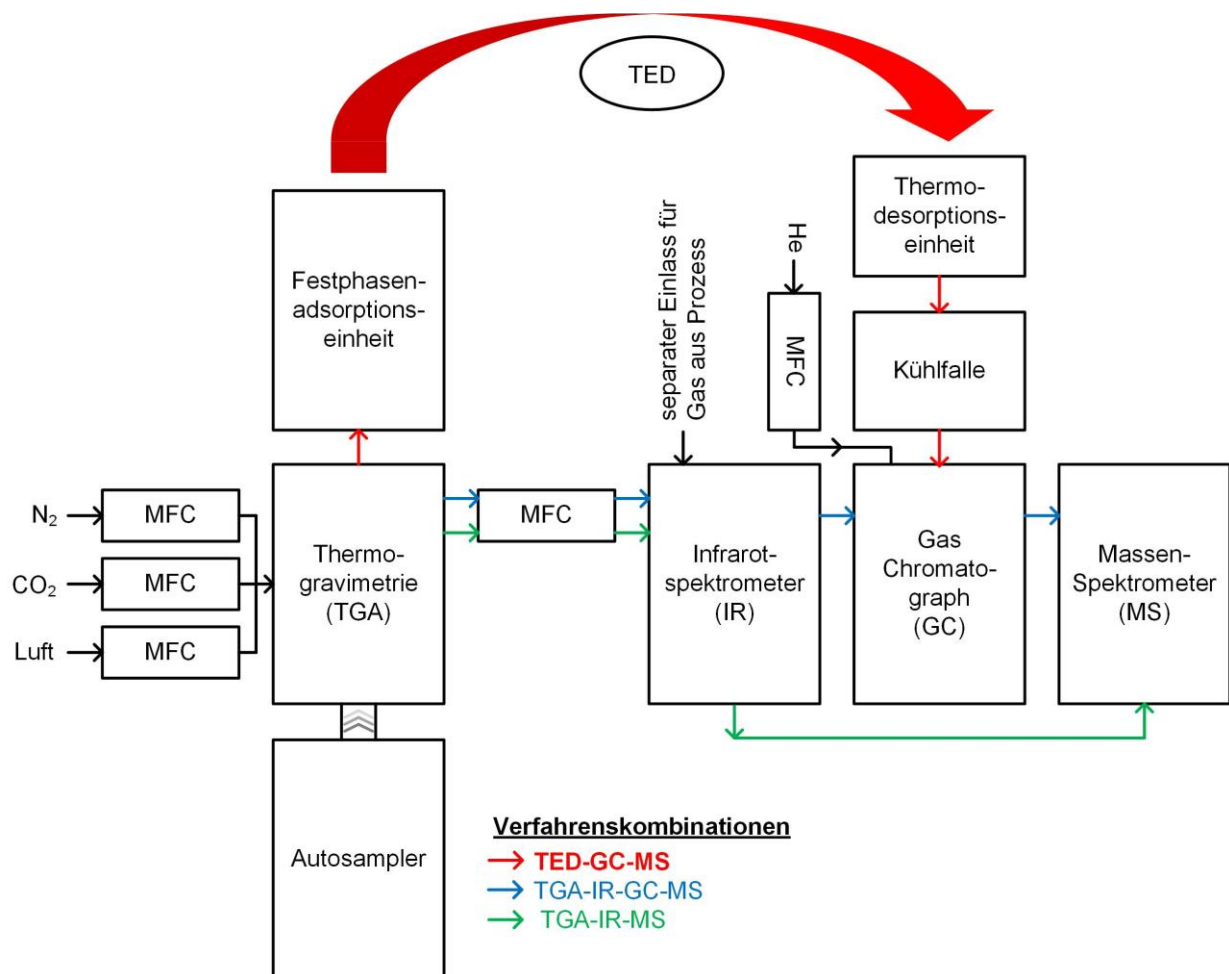 TED
Thermo-
desorptions-
einheit
Festphasen-
adsorptions-
einheit
separater Einlass für
Gas aus Prozess
He
MFC
Kühlfalle
N₂
MFC
CO₂
MFC
Luft
MFC
Thermo-
gravimetrie
(TGA)
MFC
Infrarot-
spektrometer
(IR)
Gas
Chromato-
graph
(GC)
Massen-
Spektrometer
(MS)
Autosampler
Verfahrenskombinationen
TED-GC-MS
TGA-IR-GC-MS
TGA-IR-MS